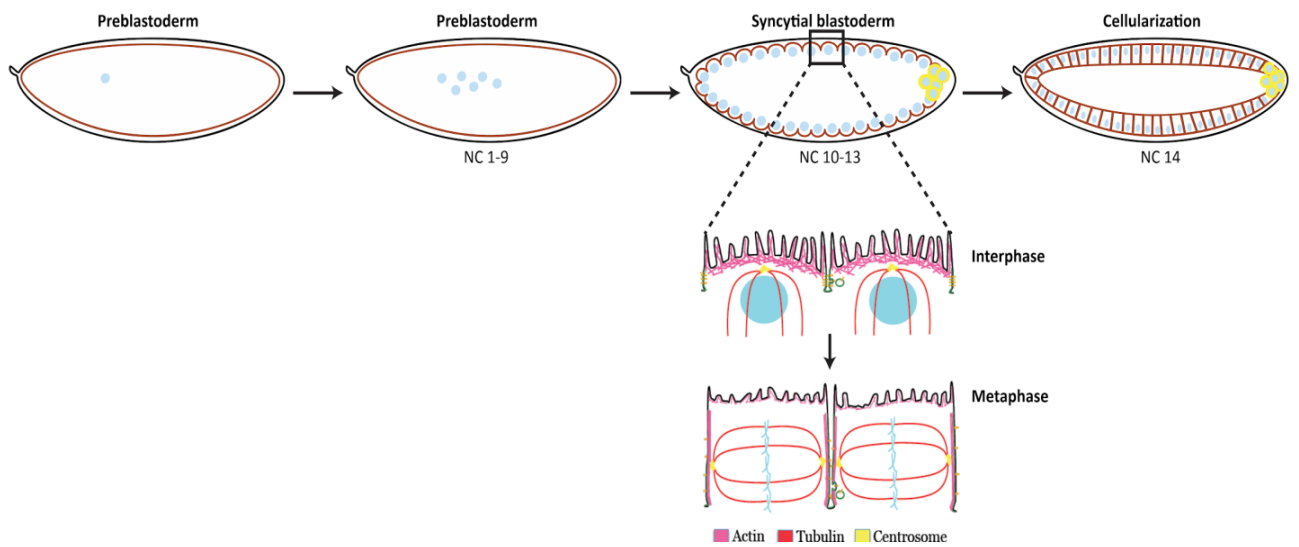 Preblastoderm
Preblastoderm
Syncytial blastoderm
Cellularization
NC 1-9
NC 10-13
NC 14
Interphase
Metaphase
Actin Tubulin Centrosome